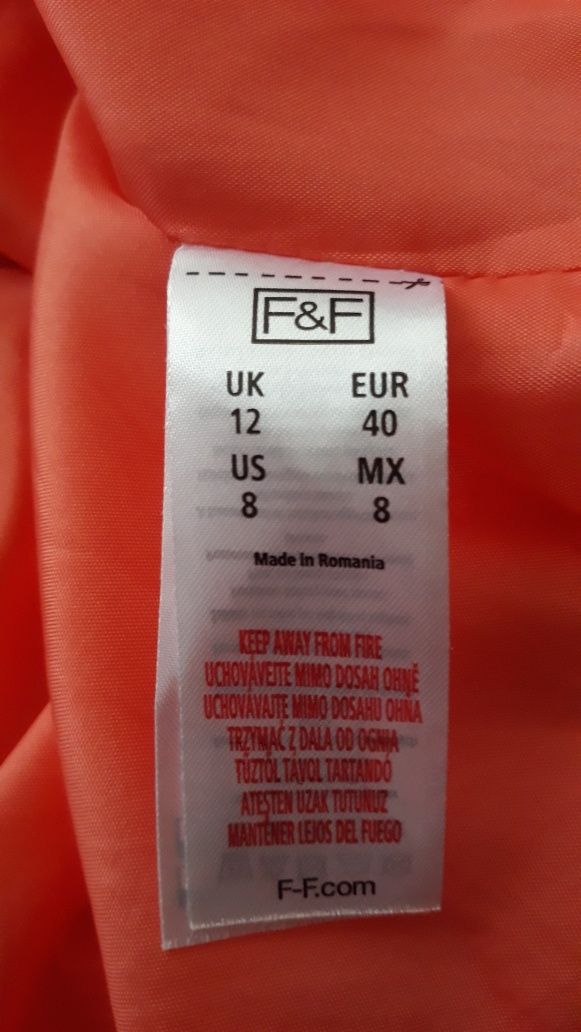 F&F
UK EUR
12 40
US MX
8 8
Made in Romania
KEEP AWAY FROM FIRE
UCHOVÁVEJTE MIMO DOSAH OHNĚ
UCHOVÁVAJTE MIMO DOSAHU OHŇA
TRZYMAĆ Z DALA OD OGNIA
TŰZTŐL TÁVOL TARTANDÓ
ATEŞTEN UZAK TUTUNUZ
MANTENER LEJOS DEL FUEGO
F-F.com